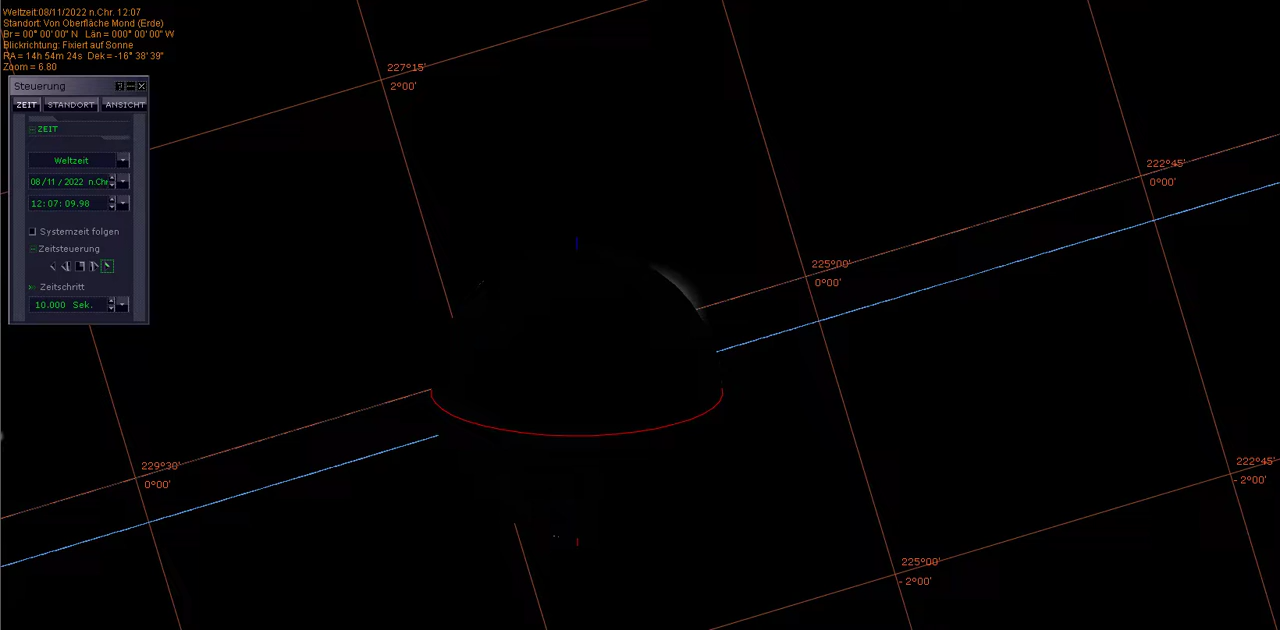 Weltzeit:08/11/2022 n.Chr. 12:07
Standort: Von Oberfläche Mond (Erde)
Br = 00° 00' 00" N   Län = 000° 00' 00" W
Blickrichtung: Fixiert auf Sonne
RA = 14h 54m 24s  Dek = -16° 38' 39"
Zoom = 6.80
Steuerung
ZEIT STANDORT ANSICHT
ZEIT
Weltzeit
08/11/2022 n.Chr
12:07:09.98
Systemzeit folgen
Zeitsteuerung
Zeitschritt
10.000 Sek.
227°15'
2°00'
222°45'
0°00'
225°00'
0°00'
229°30'
0°00'
222°45'
- 2°00'
225°00'
- 2°00'